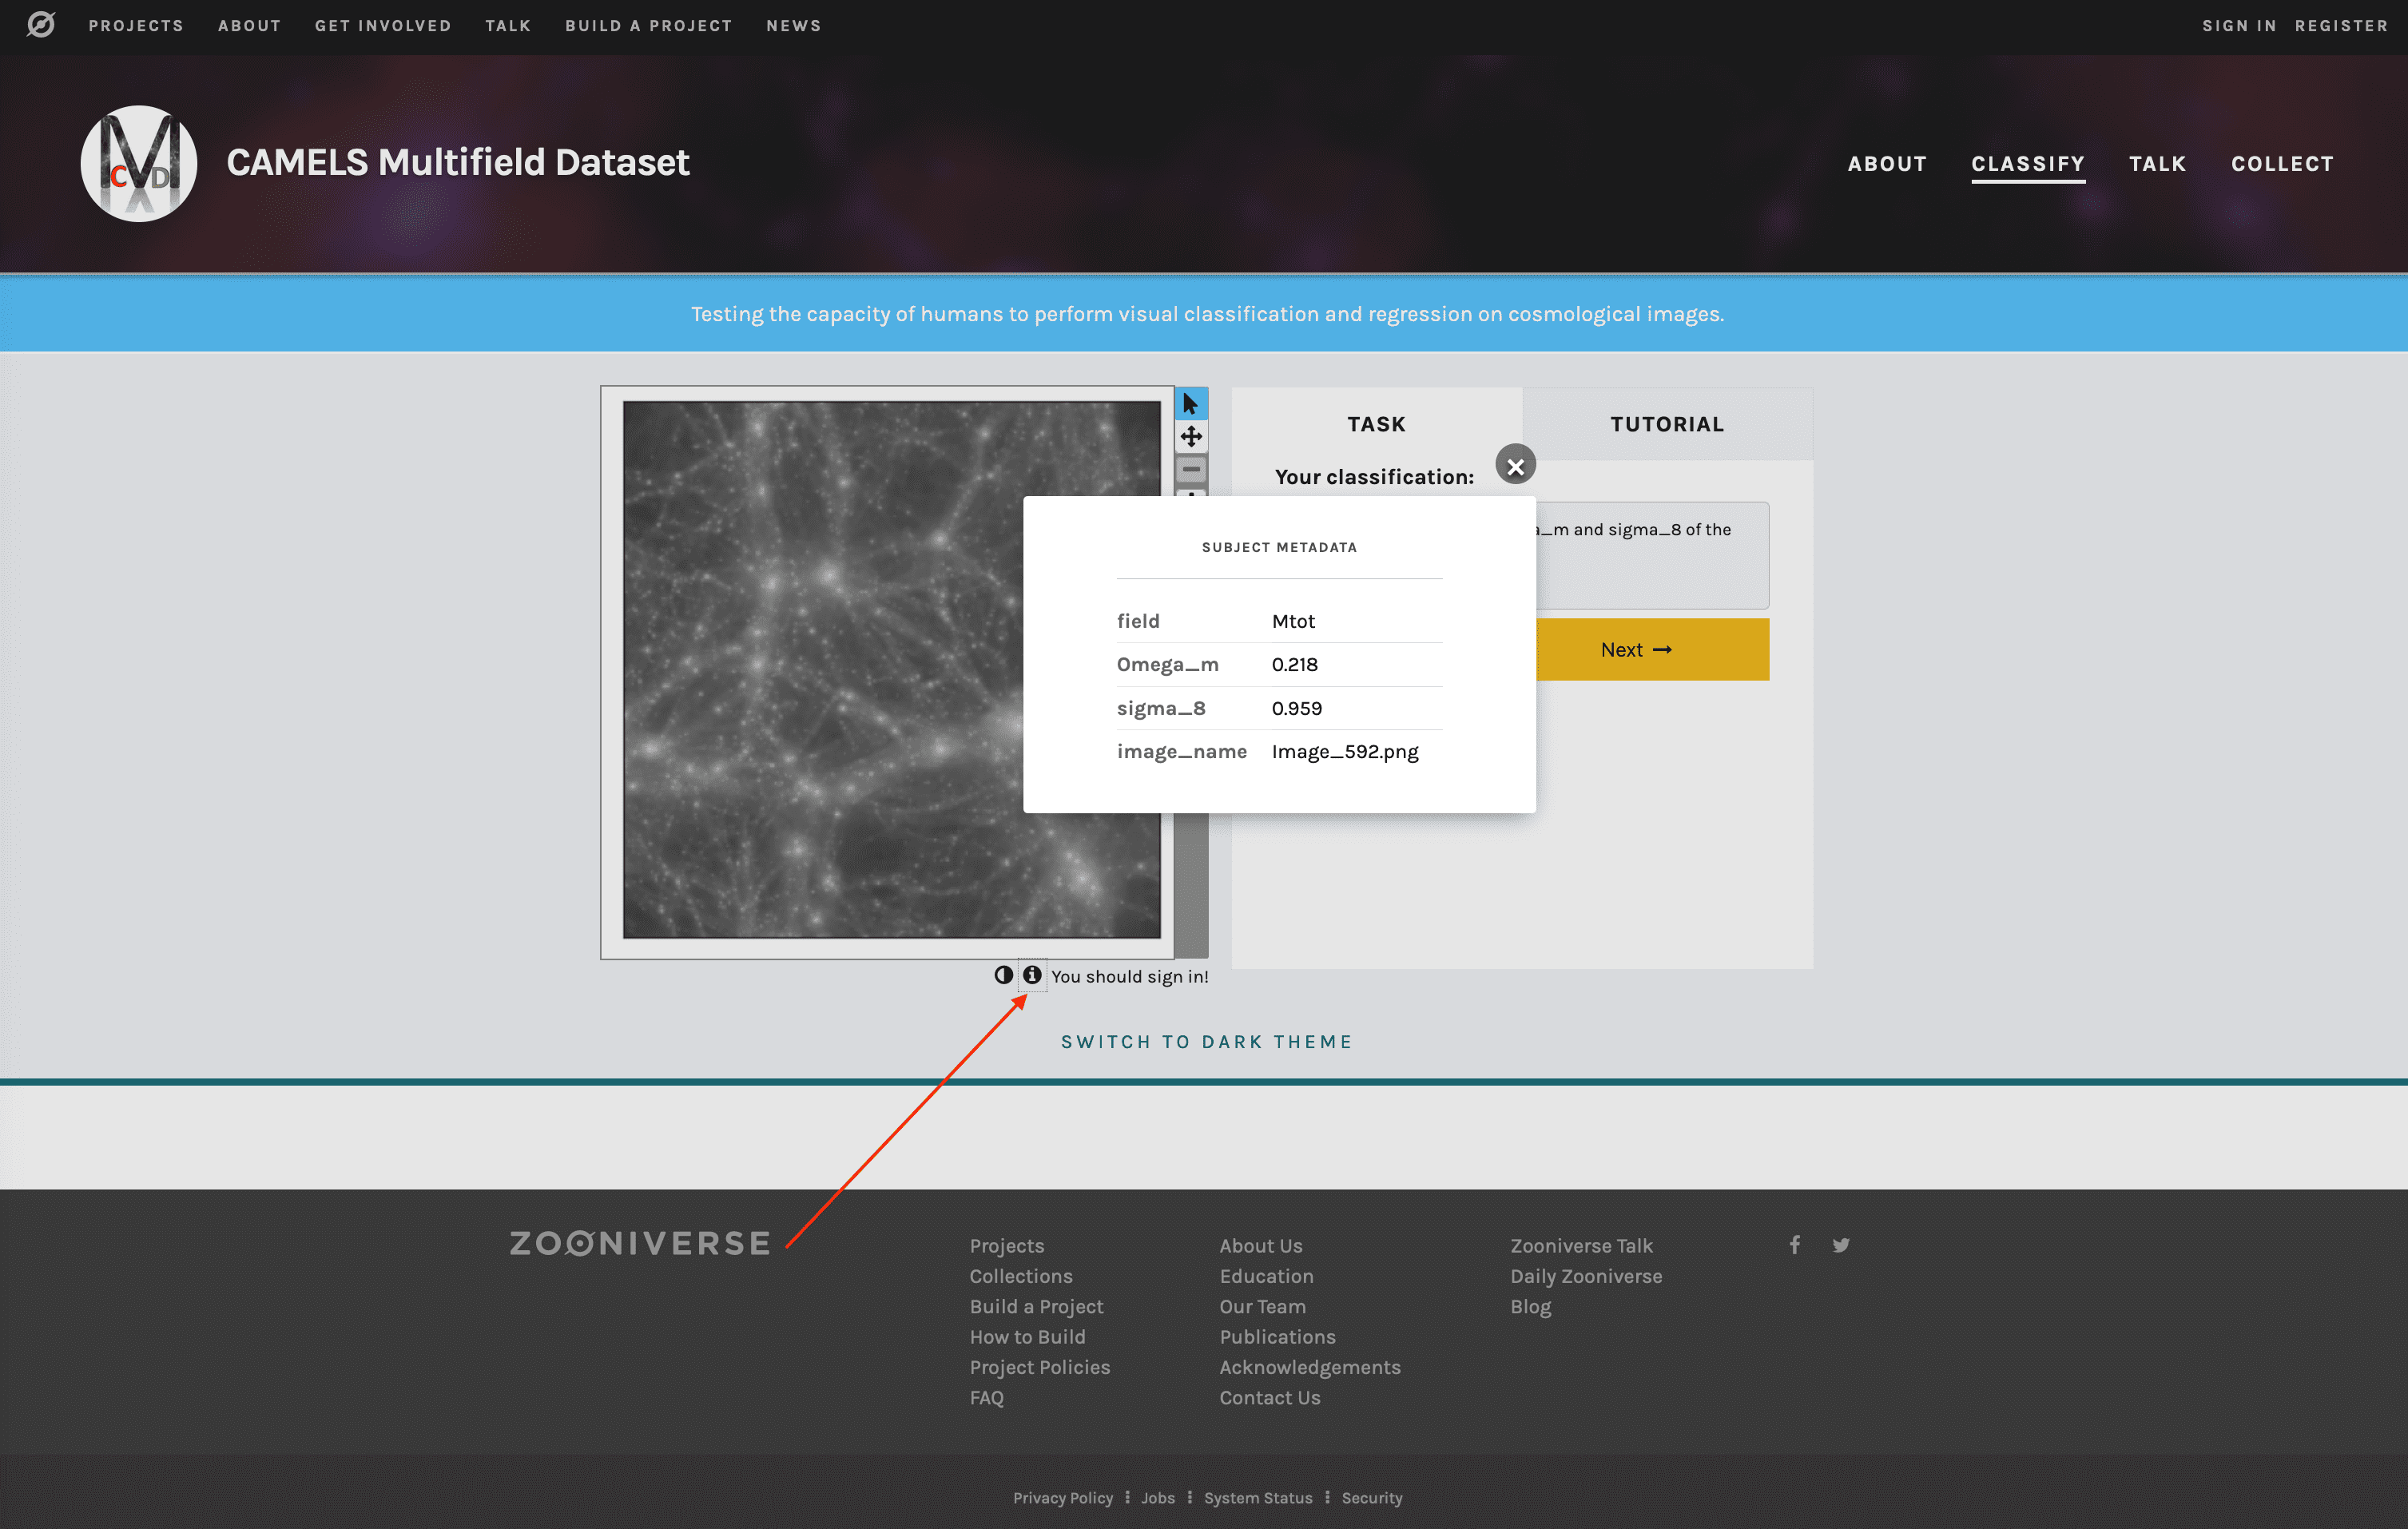 PROJECTS ABOUT GET INVOLVED TALK BUILD A PROJECT NEWS SIGN IN REGISTER
M
C D
CAMELS Multifield Dataset
ABOUT CLASSIFY TALK COLLECT
Testing the capacity of humans to perform visual classification and regression on cosmological images.
TASK TUTORIAL
Your classification:
_m and sigma_8 of the
Next →
SUBJECT METADATA
field Mtot
Omega_m 0.218
sigma_8 0.959
image_name Image_592.png
You should sign in!
SWITCH TO DARK THEME
ZOONIVERSE
Projects
Collections
Build a Project
How to Build
Project Policies
FAQ
About Us
Education
Our Team
Publications
Acknowledgements
Contact Us
Zooniverse Talk
Daily Zooniverse
Blog
Privacy Policy ⋮ Jobs ⋮ System Status ⋮ Security